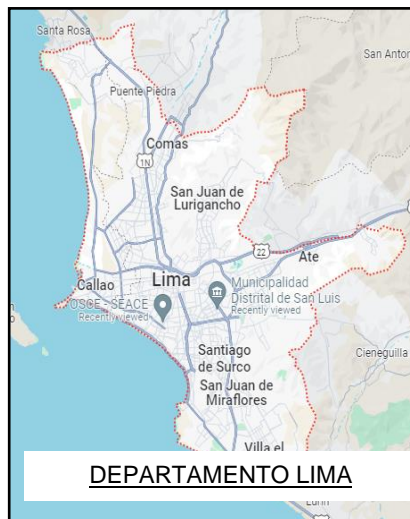 Santa Rosa
San Anton
Puente Piedra
Comas
1N
San Juan de
Lurigancho
22
Ate
Callao
Lima
Municipalidad
Distrital de San Luis
Recently viewed
OSCE - SEACE
Recently viewed
Santiago
de Surco
Cieneguilla
San Juan de
Miraflores
Villa el
DEPARTAMENTO LIMA